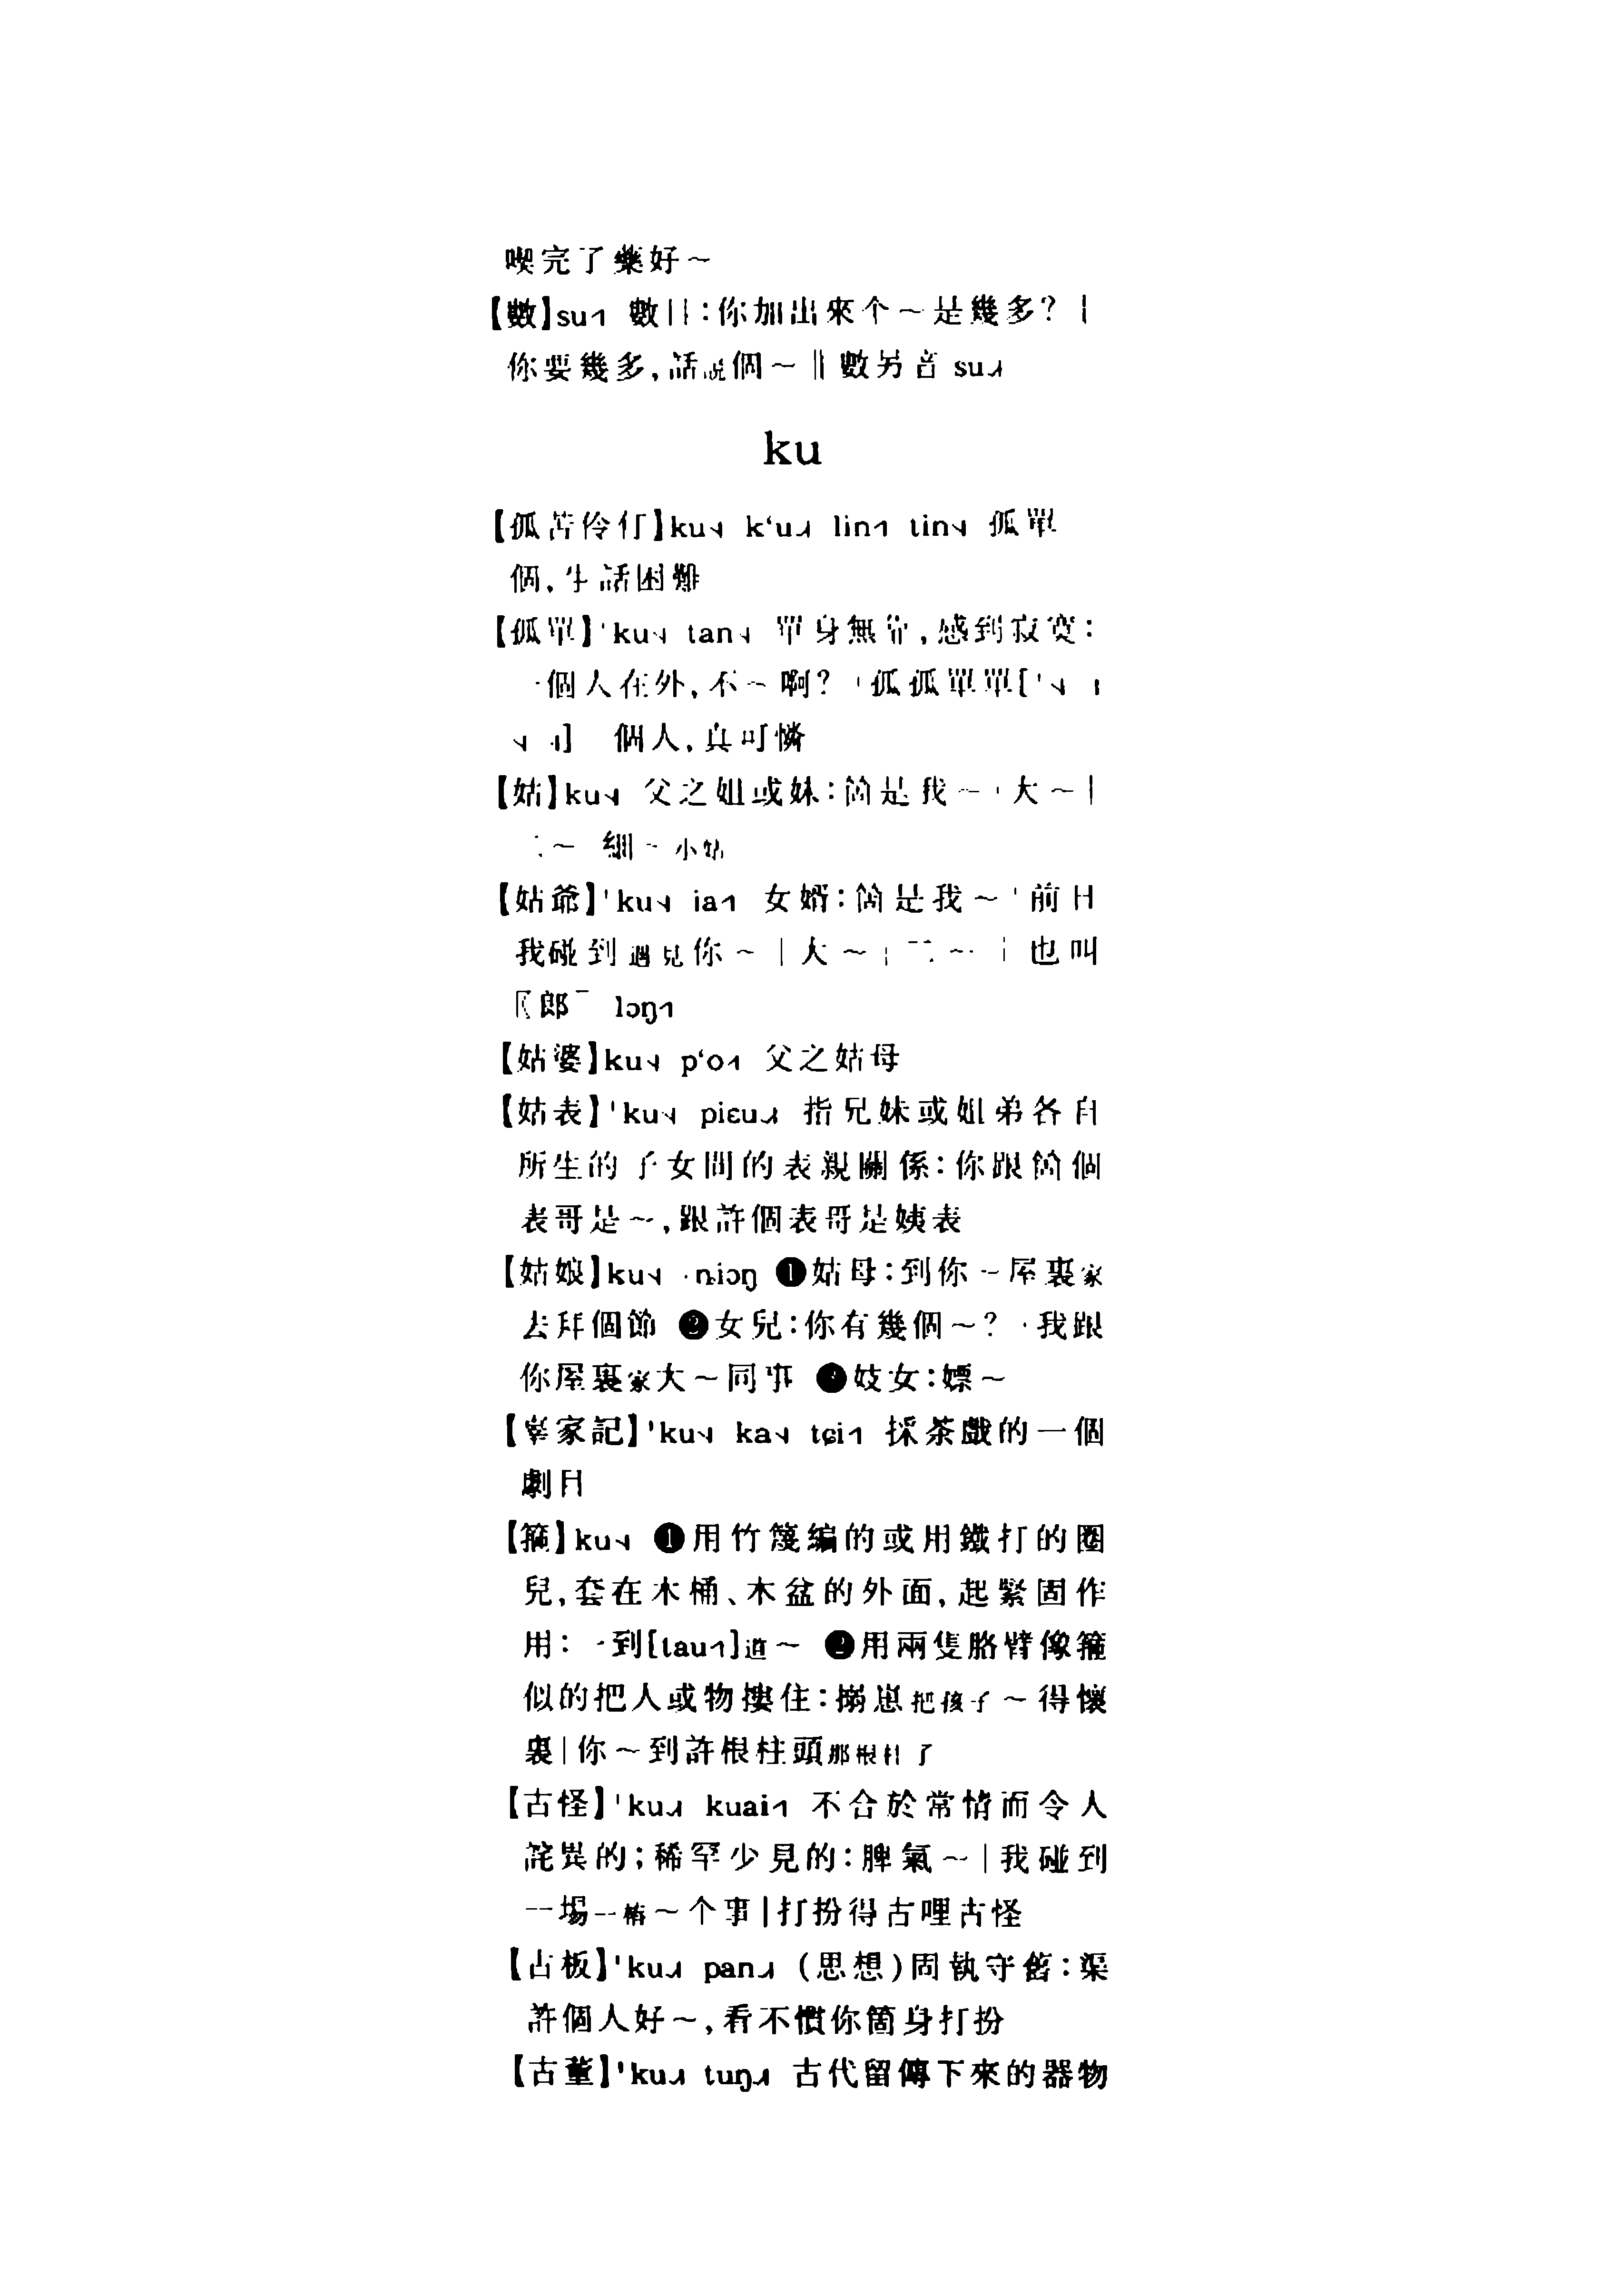 喫完了藥好～
【數】su˧ 數目:你加出來个～是幾多?｜
你要幾多,話説個～‖數另音 su˩
ku
【孤苦伶仃】ku˧ k‘u˩ lin˥ tin˧ 孤單
個,生活困難
【孤單】'ku˧ tan˧ 單身無靠,感到寂寞:
一個人在外,不～啊?｜孤孤單單['˧
˧] 個人,真可憐
【姑】ku˧ 父之姐或妹:箇是我～｜大～｜
二～ 細～小姑
【姑爺】'ku˧ ia˥ 女婿:箇是我～｜前日
我碰到遇見你～｜大～｜二～｜也叫
『郎』lɔŋ˥
【姑婆】ku˧ p‘o˥ 父之姑母
【姑表】'ku˧ piɛu˩ 指兄妹或姐弟各自
所生的子女間的表親關係:你跟箇個
表哥是～,跟許個表哥是姨表
【姑娘】ku˧ ·ȵiɔŋ ❶姑母:到你～屋裏家
去拜個節 ❷女兒:你有幾個～?｜我跟
你屋裏家大～同事 ❸妓女:嫖～
家記】'ku˧ ka˧ tɕi˥ 採茶戲的一個
劇目
【箍】ku˧ ❶用竹篾編的或用鐵打的圈
兒,套在木桶、木盆的外面,起緊固作
用:一到[tau˥]道～ ❷用兩隻胳臂像箍
似的把人或物摟住:搦崽把孩子～得懷
裏｜你～到許根柱頭那根柱了
【古怪】'ku˩ kuai˥ 不合於常情而令人
詫異的;稀罕少見的:脾氣～｜我碰到
一場一樁～个事｜打扮得古哩古怪
【古板】'ku˩ pan˩ (思想)固執守舊:渠
許個人好～,看不慣你箇身打扮
【古董】'ku˩ tuŋ˩ 古代留傳下來的器物